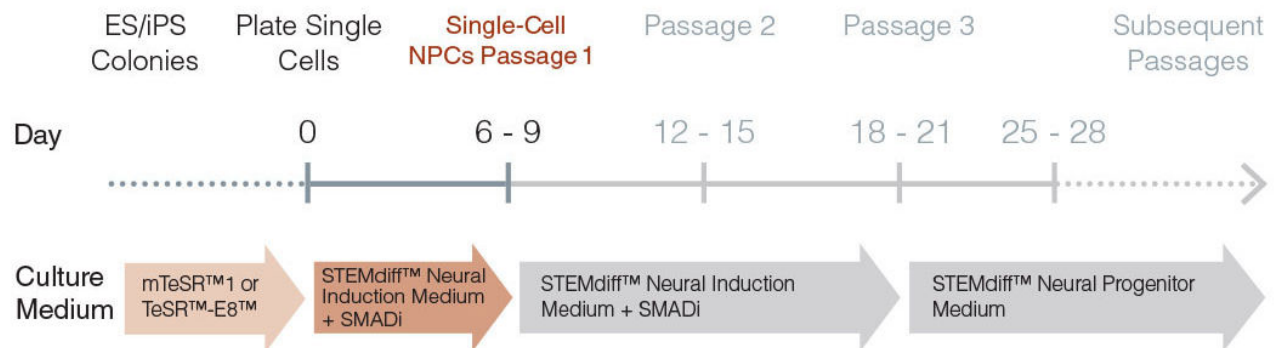 ES/iPS
Colonies
Plate Single
Cells
Single-Cell
NPCs Passage 1
Passage 2
Passage 3
Subsequent
Passages
Day
0
6 - 9
12 - 15
18 - 21
25 - 28
Culture
Medium
mTeSR™1 or
TeSR™-E8™
STEMdiff™ Neural
Induction Medium
+ SMADi
STEMdiff™ Neural Induction
Medium + SMADi
STEMdiff™ Neural Progenitor
Medium